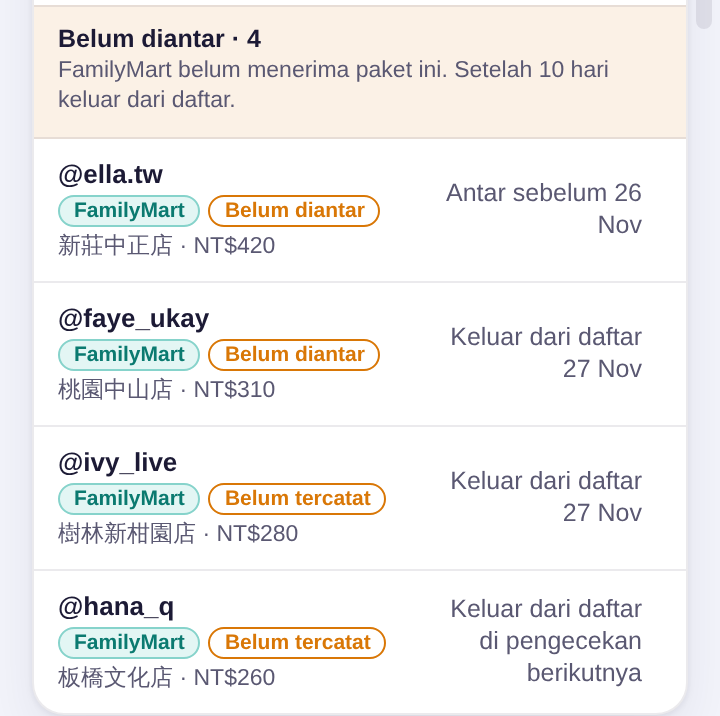 Belum diantar · 4
FamilyMart belum menerima paket ini. Setelah 10 hari
keluar dari daftar.
@ella.tw
FamilyMart Belum diantar
新莊中正店 · NT$420
Antar sebelum 26
Nov
@faye_ukay
FamilyMart Belum diantar
桃園中山店 · NT$310
Keluar dari daftar
27 Nov
@ivy_live
FamilyMart Belum tercatat
樹林新柑園店 · NT$280
Keluar dari daftar
27 Nov
@hana_q
FamilyMart Belum tercatat
板橋文化店 · NT$260
Keluar dari daftar
di pengecekan
berikutnya